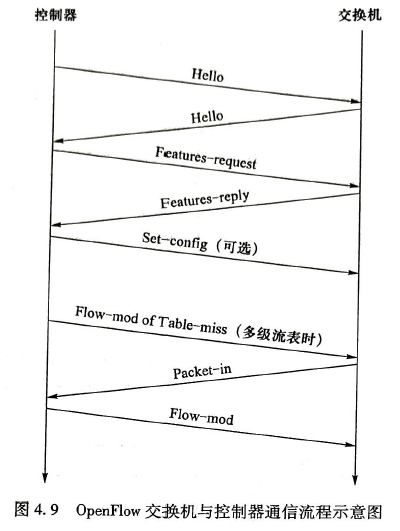 控制器
交换机
Hello
Hello
Features-request
Features-reply
Set-config（可选）
Flow-mod of Table-miss（多级流表时）
Packet-in
Flow-mod
图 4.9 OpenFlow 交换机与控制器通信流程示意图